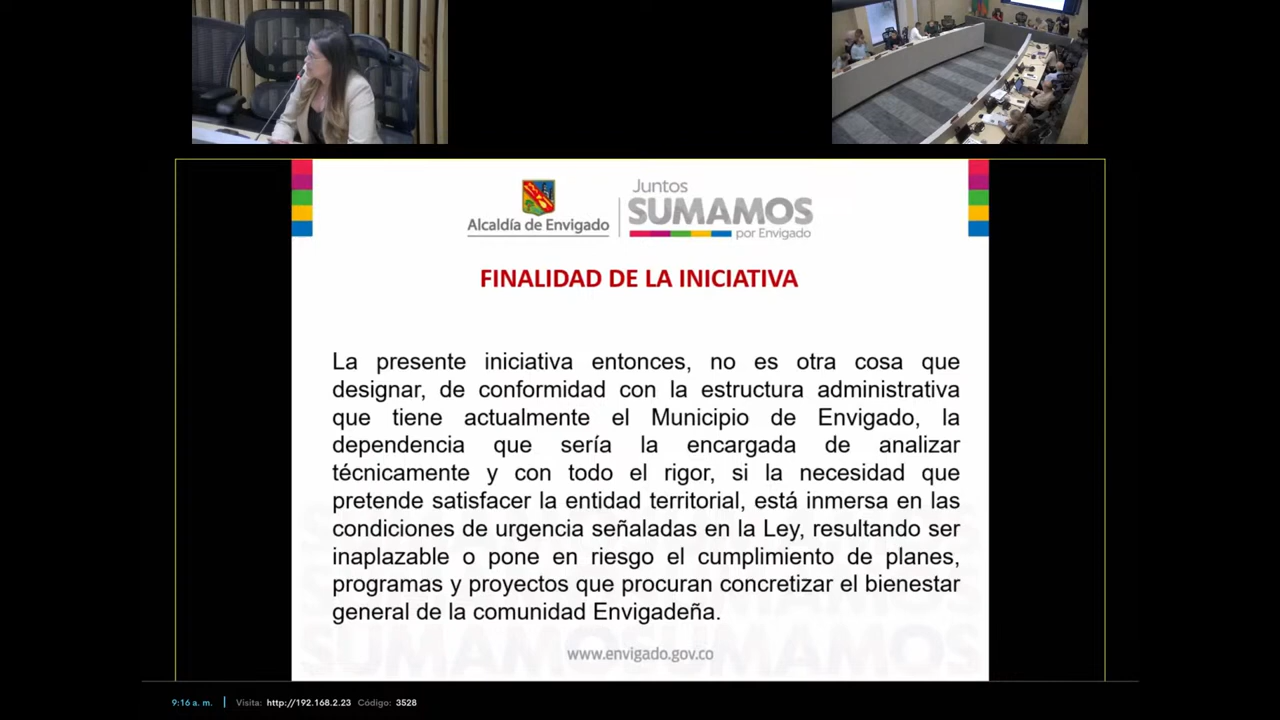 Juntos
SUMAMOS
por Envigado
Alcaldía de Envigado
FINALIDAD DE LA INICIATIVA
La presente iniciativa entonces, no es otra cosa que
designar, de conformidad con la estructura administrativa
que tiene actualmente el Municipio de Envigado, la
dependencia que sería la encargada de analizar
técnicamente y con todo el rigor, si la necesidad que
pretende satisfacer la entidad territorial, está inmersa en las
condiciones de urgencia señaladas en la Ley, resultando ser
inaplazable o pone en riesgo el cumplimiento de planes,
programas y proyectos que procuran concretizar el bienestar
general de la comunidad Envigadeña.
SUMAMOSUMAMOS
www.envigado.gov.co
9:16 a. m. | Visita: http://192.168.2.23 Código: 3528